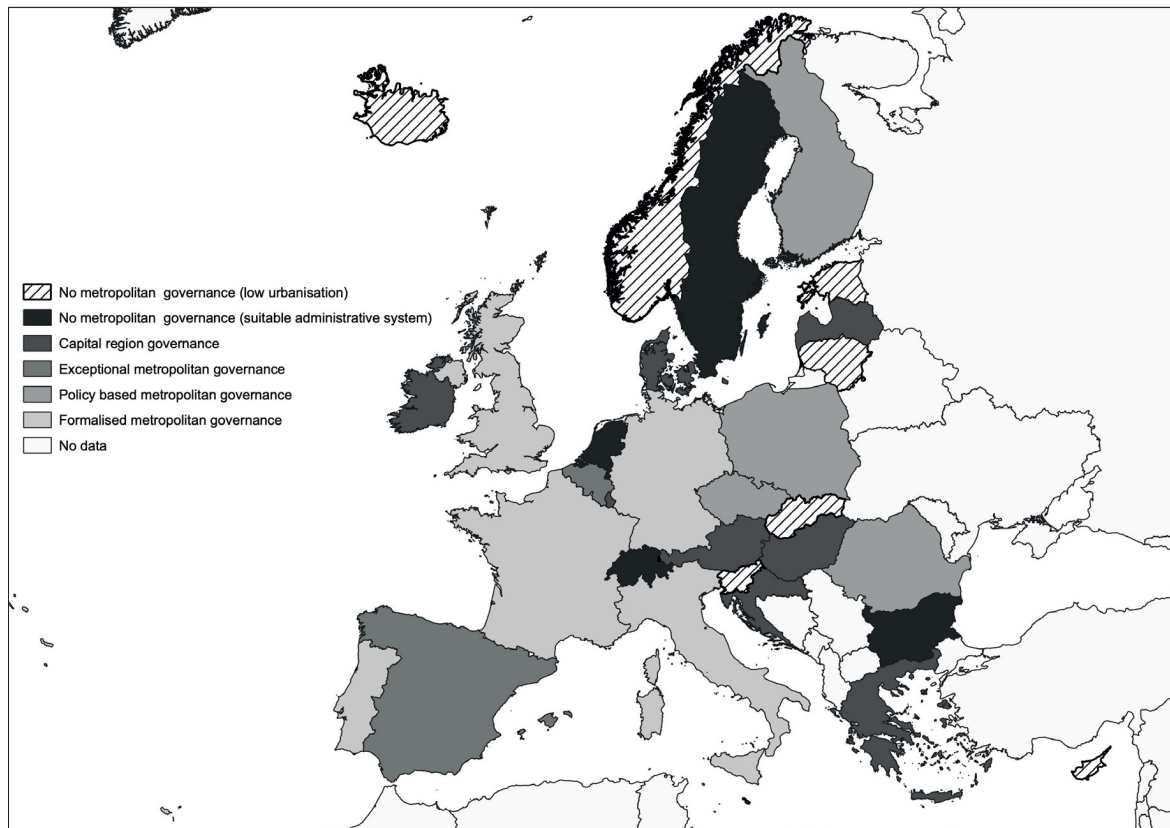 No metropolitan governance (low urbanisation)
No metropolitan governance (suitable administrative system)
Capital region governance
Exceptional metropolitan governance
Policy based metropolitan governance
Formalised metropolitan governance
No data